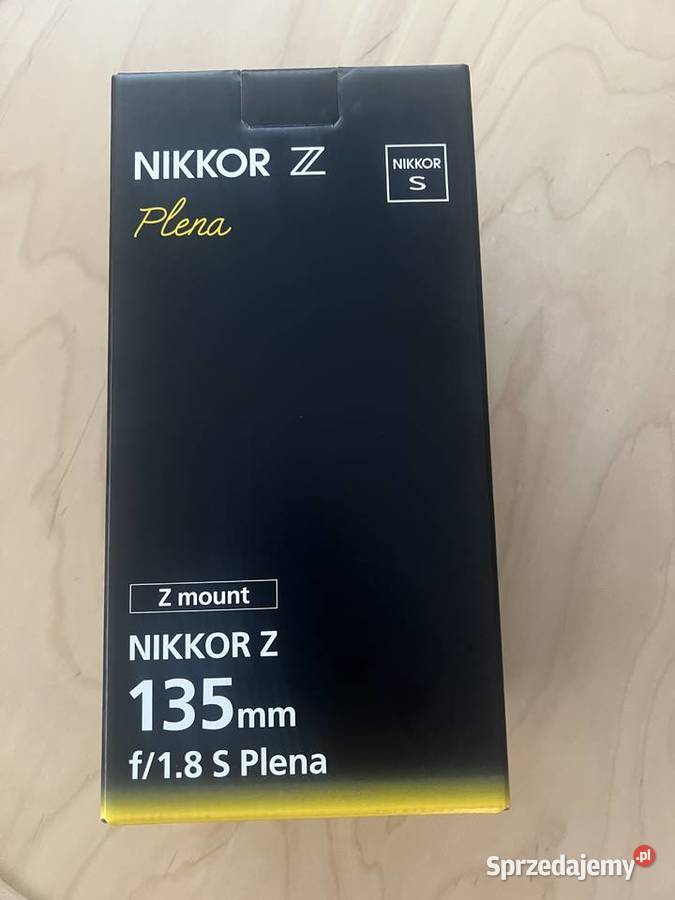 NIKKOR Z
NIKKOR
S
Plena
Z mount
NIKKOR Z
135mm
f/1.8 S Plena
Sprzedajemy.pl